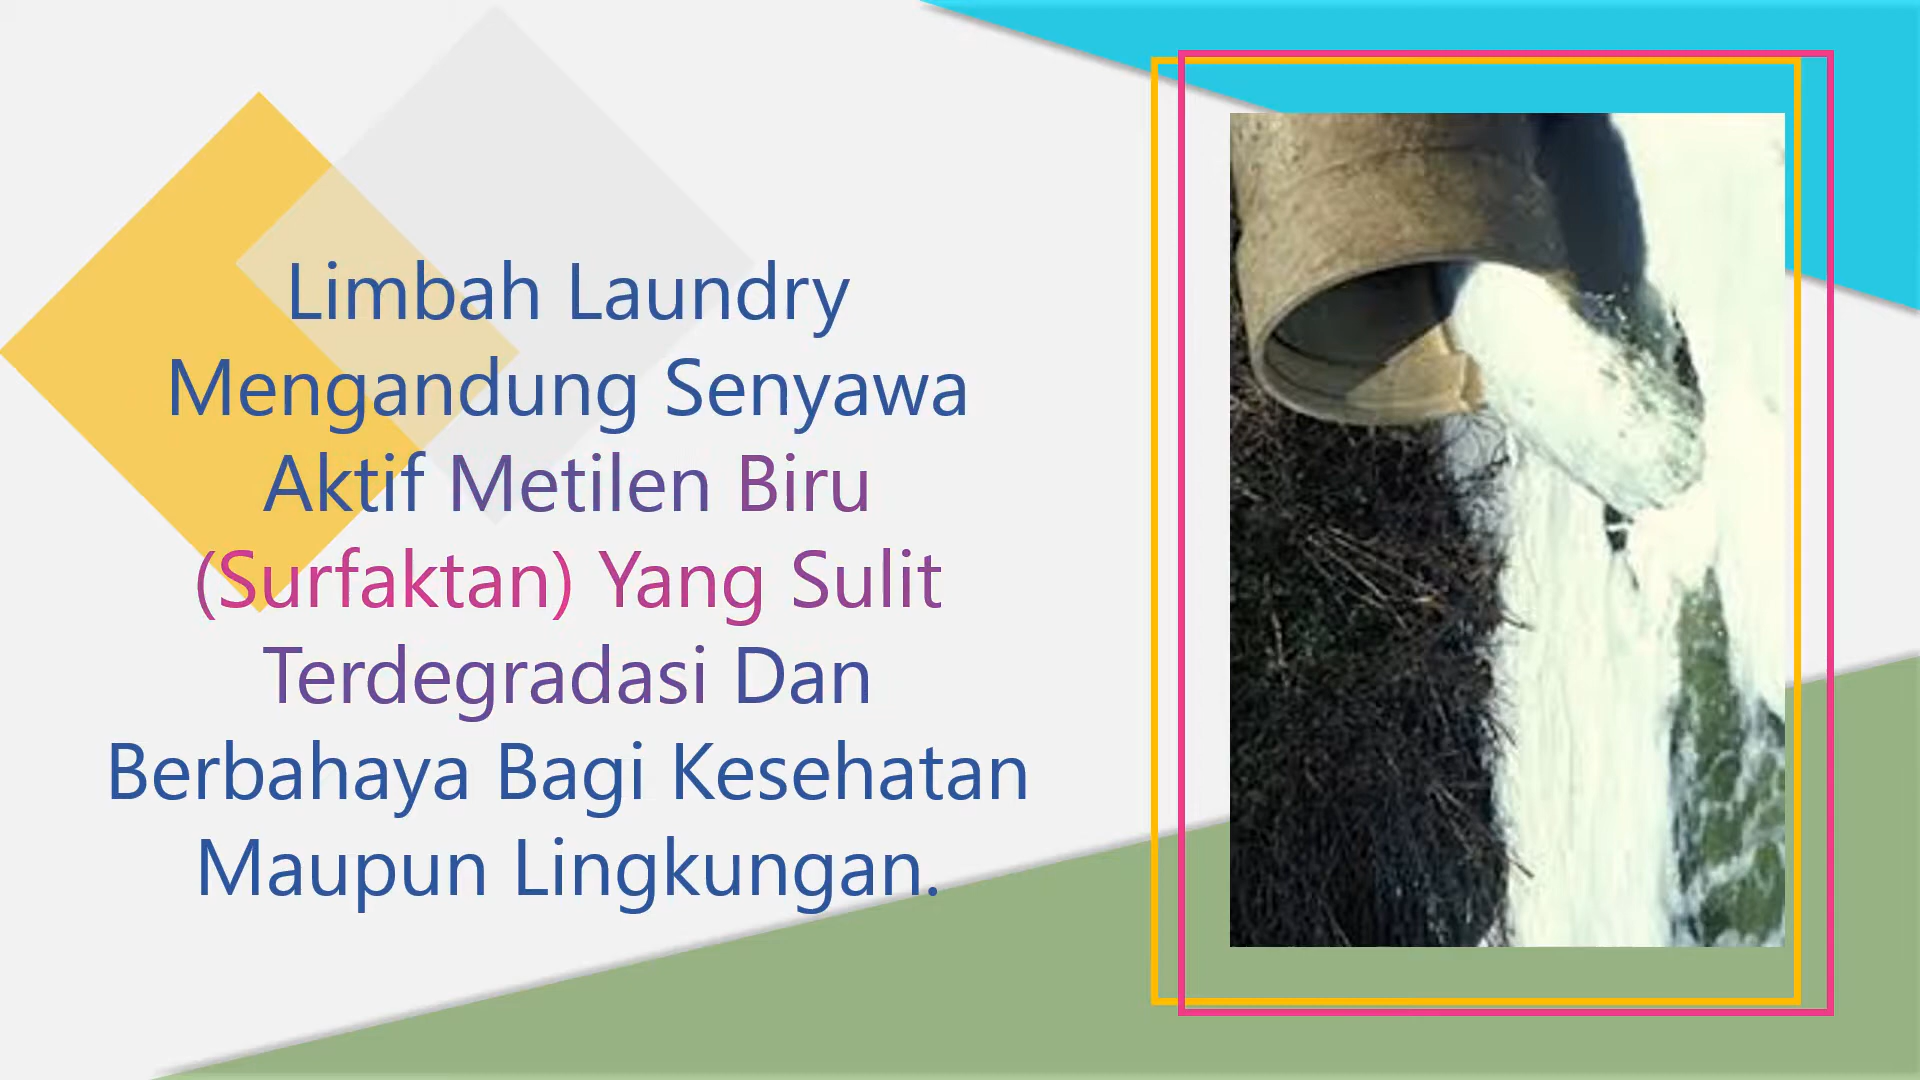 Limbah Laundry
Mengandung Senyawa
Aktif Metilen Biru
(Surfaktan) Yang Sulit
Terdegradasi Dan
Berbahaya Bagi Kesehatan
Maupun Lingkungan.